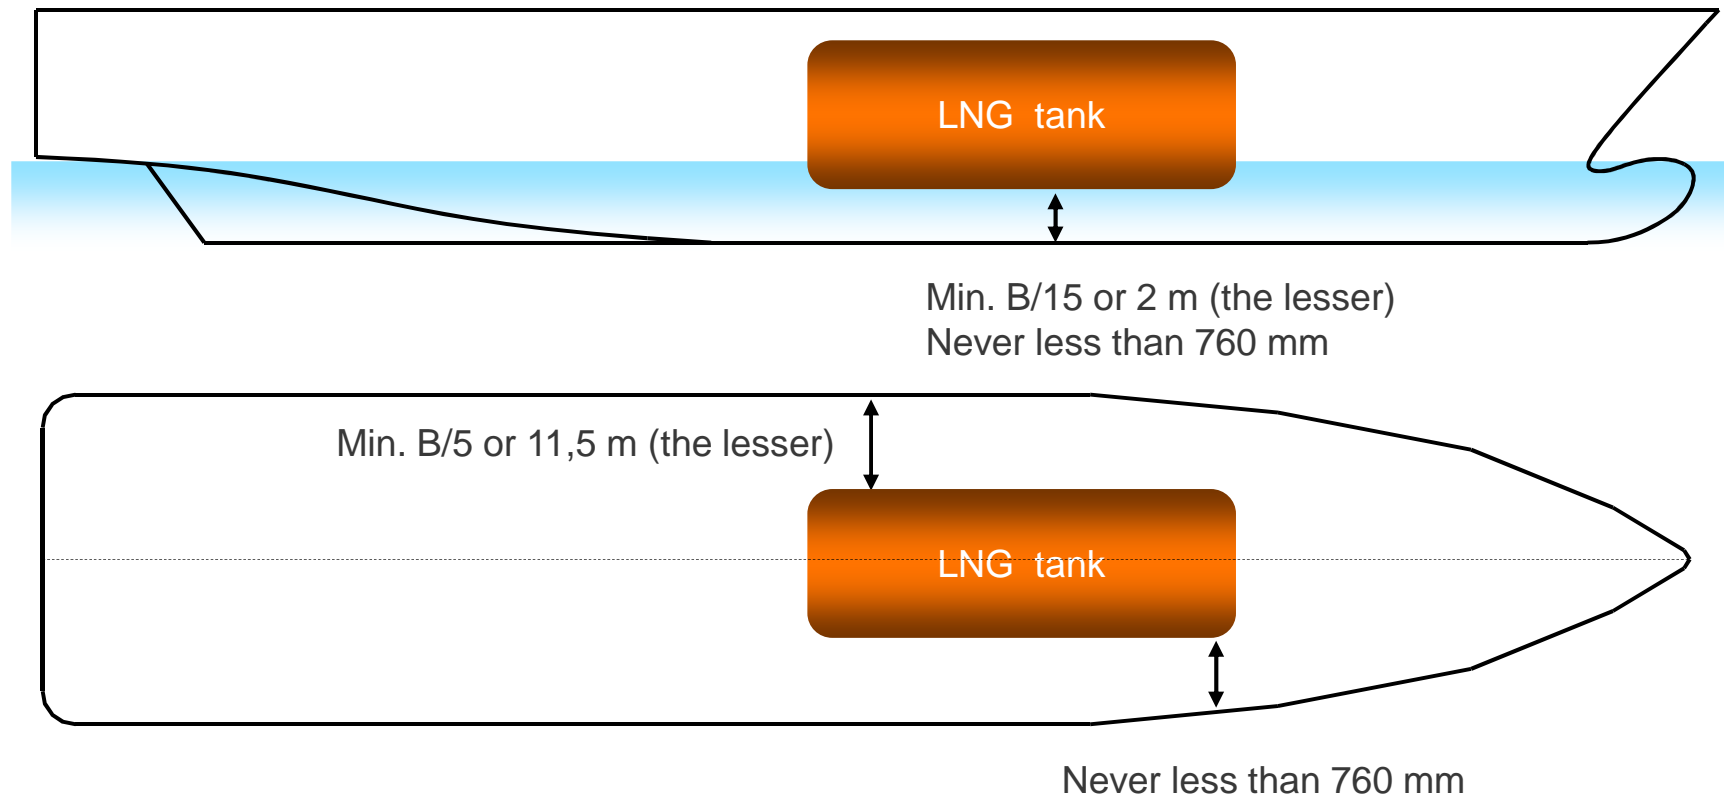 LNG tank
Min. B/15 or 2 m (the lesser)
Never less than 760 mm
Min. B/5 or 11,5 m (the lesser)
LNG tank
Never less than 760 mm